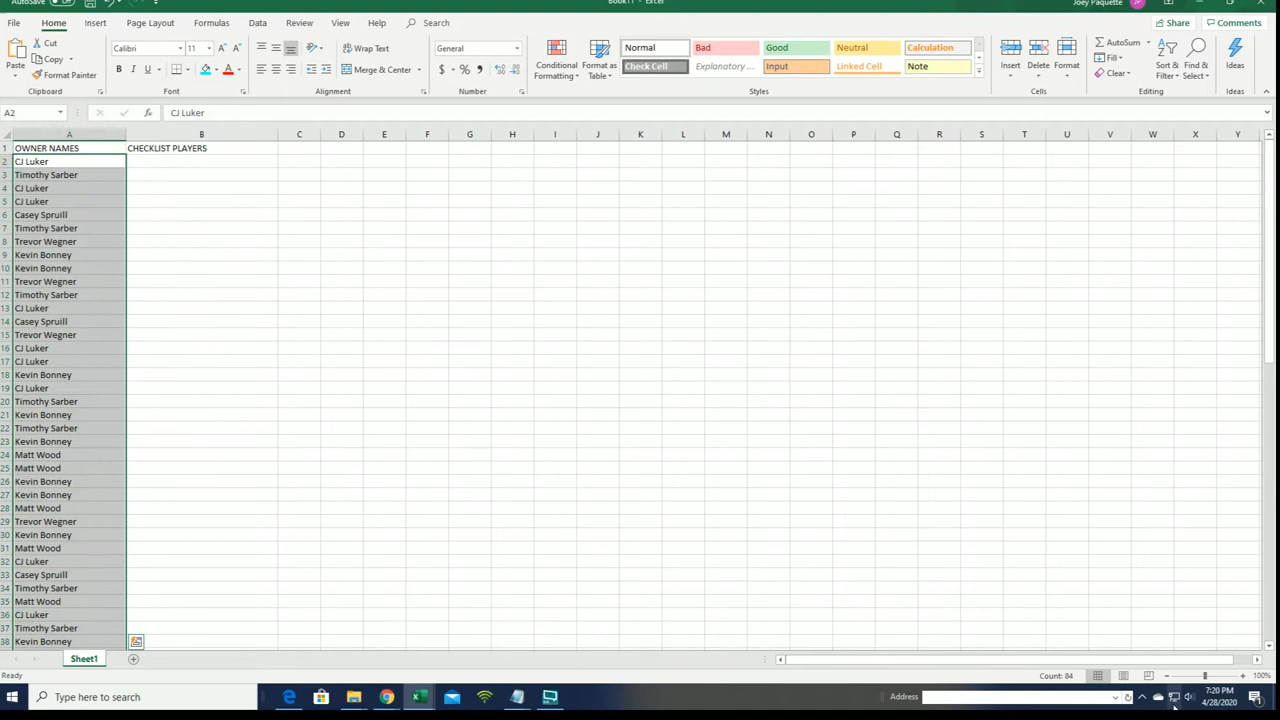 AutoSave Off Book11 - Excel Joey Paquette JP
File Home Insert Page Layout Formulas Data Review View Help Search Share Comments
Paste Cut Copy Format Painter Clipboard
Calibri 11 B I U Font
Wrap Text Merge & Center Alignment
General $ % , Number
Conditional Formatting Format as Table
Normal Bad Good Neutral Calculation
Check Cell Explanatory ... Input Linked Cell Note
Styles
Insert Delete Format Cells
AutoSum Fill Clear Sort & Filter Find & Select Editing
Ideas Ideas
A2 fx CJ Luker
A B C D E F G H I J K L M N O P Q R S T U V W X Y
1 OWNER NAMES CHECKLIST PLAYERS
2 CJ Luker
3 Timothy Sarber
4 CJ Luker
5 CJ Luker
6 Casey Spruill
7 Timothy Sarber
8 Trevor Wegner
9 Kevin Bonney
10 Kevin Bonney
11 Trevor Wegner
12 Timothy Sarber
13 CJ Luker
14 Casey Spruill
15 Trevor Wegner
16 CJ Luker
17 CJ Luker
18 Kevin Bonney
19 CJ Luker
20 Timothy Sarber
21 Kevin Bonney
22 Timothy Sarber
23 Kevin Bonney
24 Matt Wood
25 Matt Wood
26 Kevin Bonney
27 Kevin Bonney
28 Matt Wood
29 Trevor Wegner
30 Kevin Bonney
31 Matt Wood
32 CJ Luker
33 Casey Spruill
34 Timothy Sarber
35 Matt Wood
36 CJ Luker
37 Timothy Sarber
38 Kevin Bonney
Sheet1
Ready Count: 84 100%
Type here to search Address 7:20 PM
4/28/2020